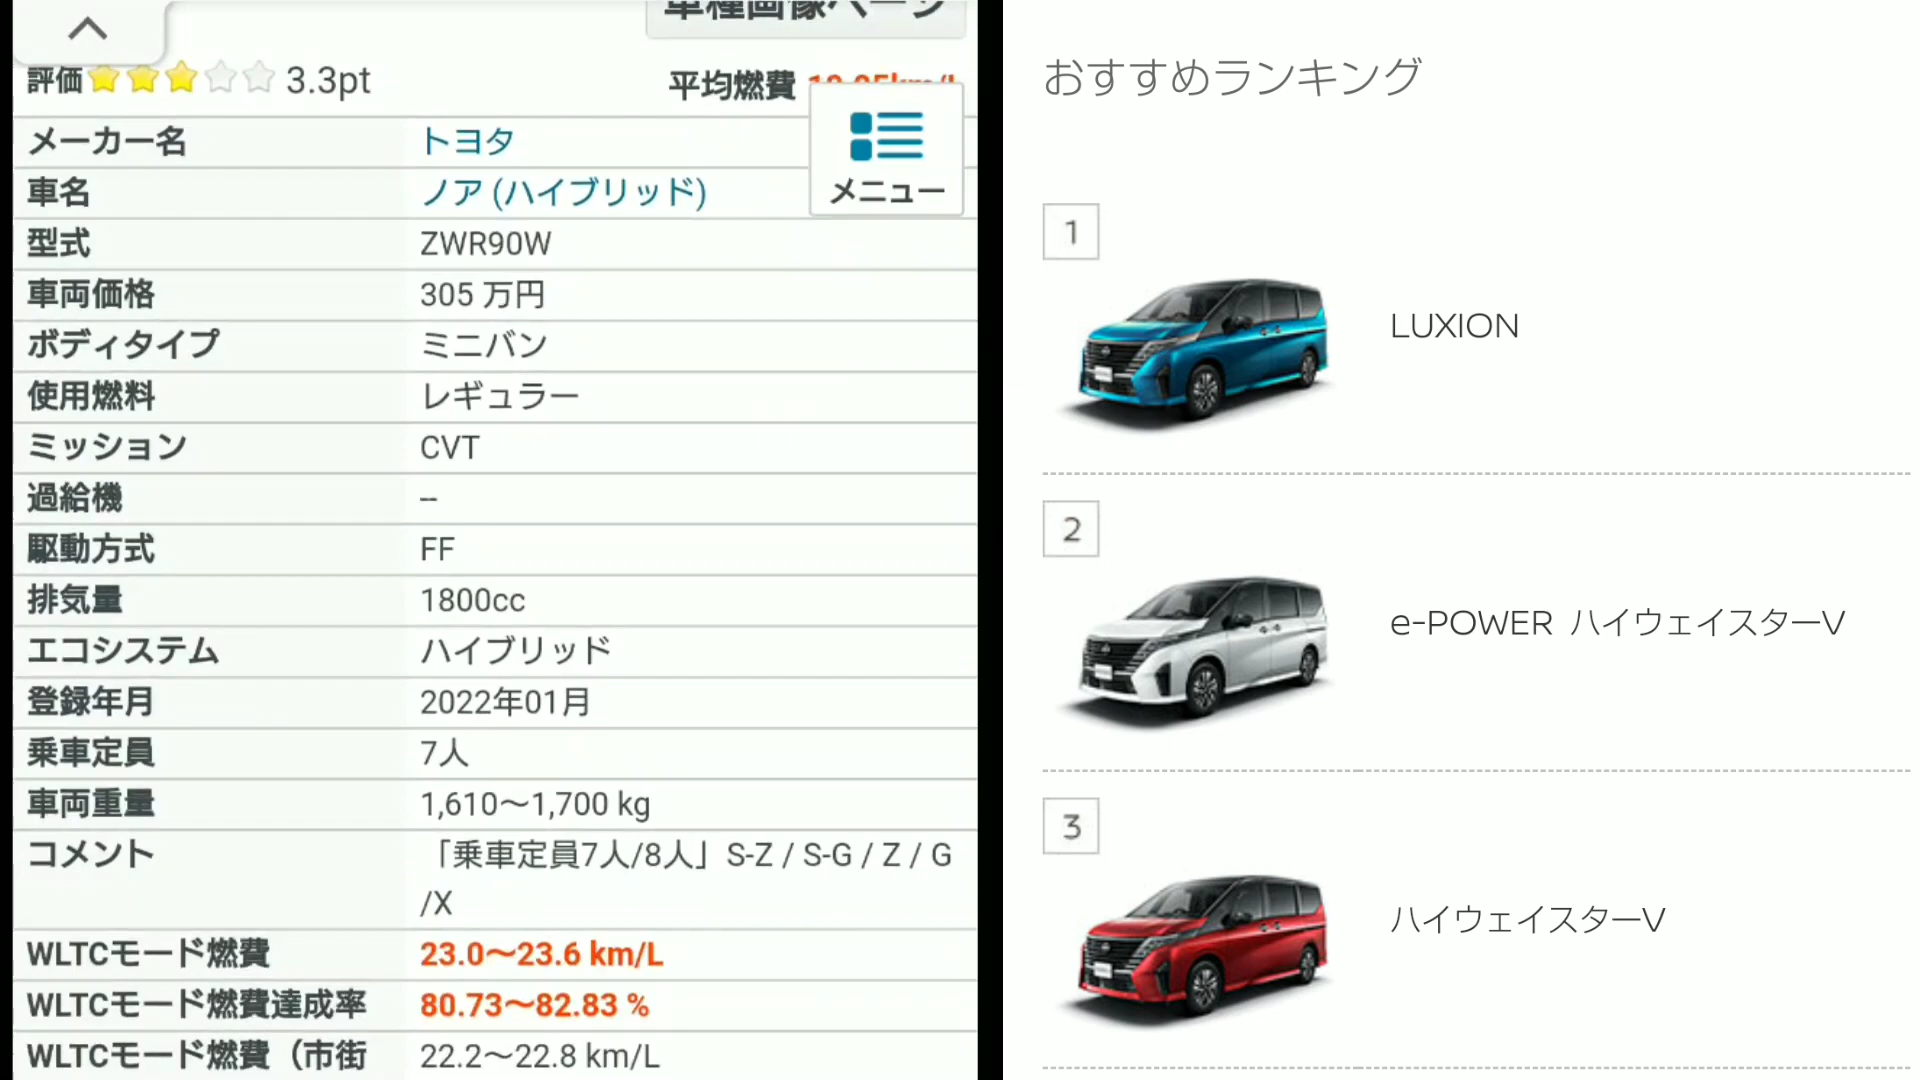 評価 3.3pt
平均燃費
メニュー
メーカー名 トヨタ
車名 ノア (ハイブリッド)
型式 ZWR90W
車両価格 305 万円
ボディタイプ ミニバン
使用燃料 レギュラー
ミッション CVT
過給機 --
駆動方式 FF
排気量 1800cc
エコシステム ハイブリッド
登録年月 2022年01月
乗車定員 7人
車両重量 1,610～1,700 kg
コメント 「乗車定員7人/8人」S-Z / S-G / Z / G
/X
WLTCモード燃費 23.0～23.6 km/L
WLTCモード燃費達成率 80.73～82.83 %
WLTCモード燃費（市街 22.2～22.8 km/L
おすすめランキング
1
LUXION
2
e-POWER ハイウェイスターV
3
ハイウェイスターV